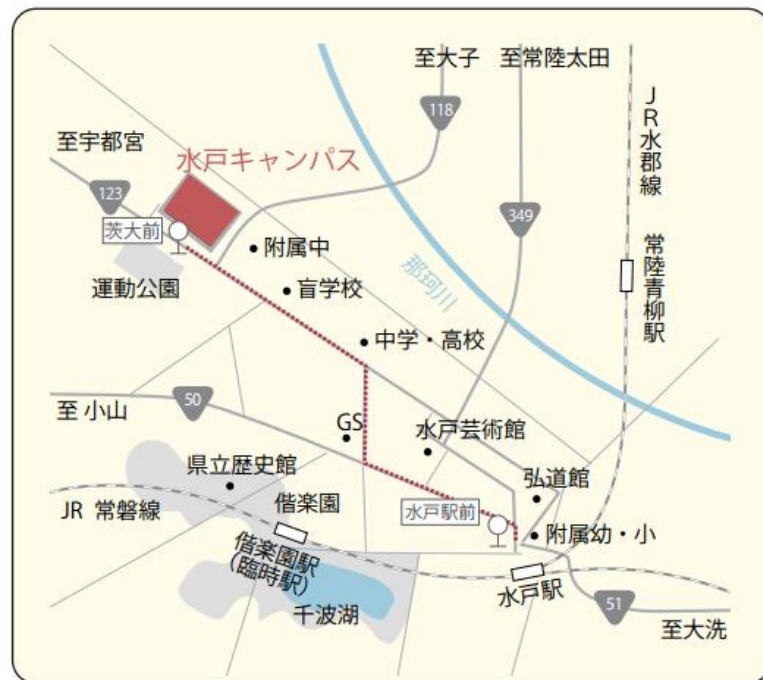 至大子
至常陸太田
118
JR水郡線
至宇都宮
水戸キャンパス
123
茨大前
349
附属中
那珂川
常陸青柳駅
運動公園
盲学校
中学・高校
50
至 小山
GS
水戸芸術館
県立歴史館
弘道館
JR 常磐線
偕楽園
水戸駅前
附属幼・小
偕楽園駅
(臨時駅)
水戸駅
千波湖
51
至大洗